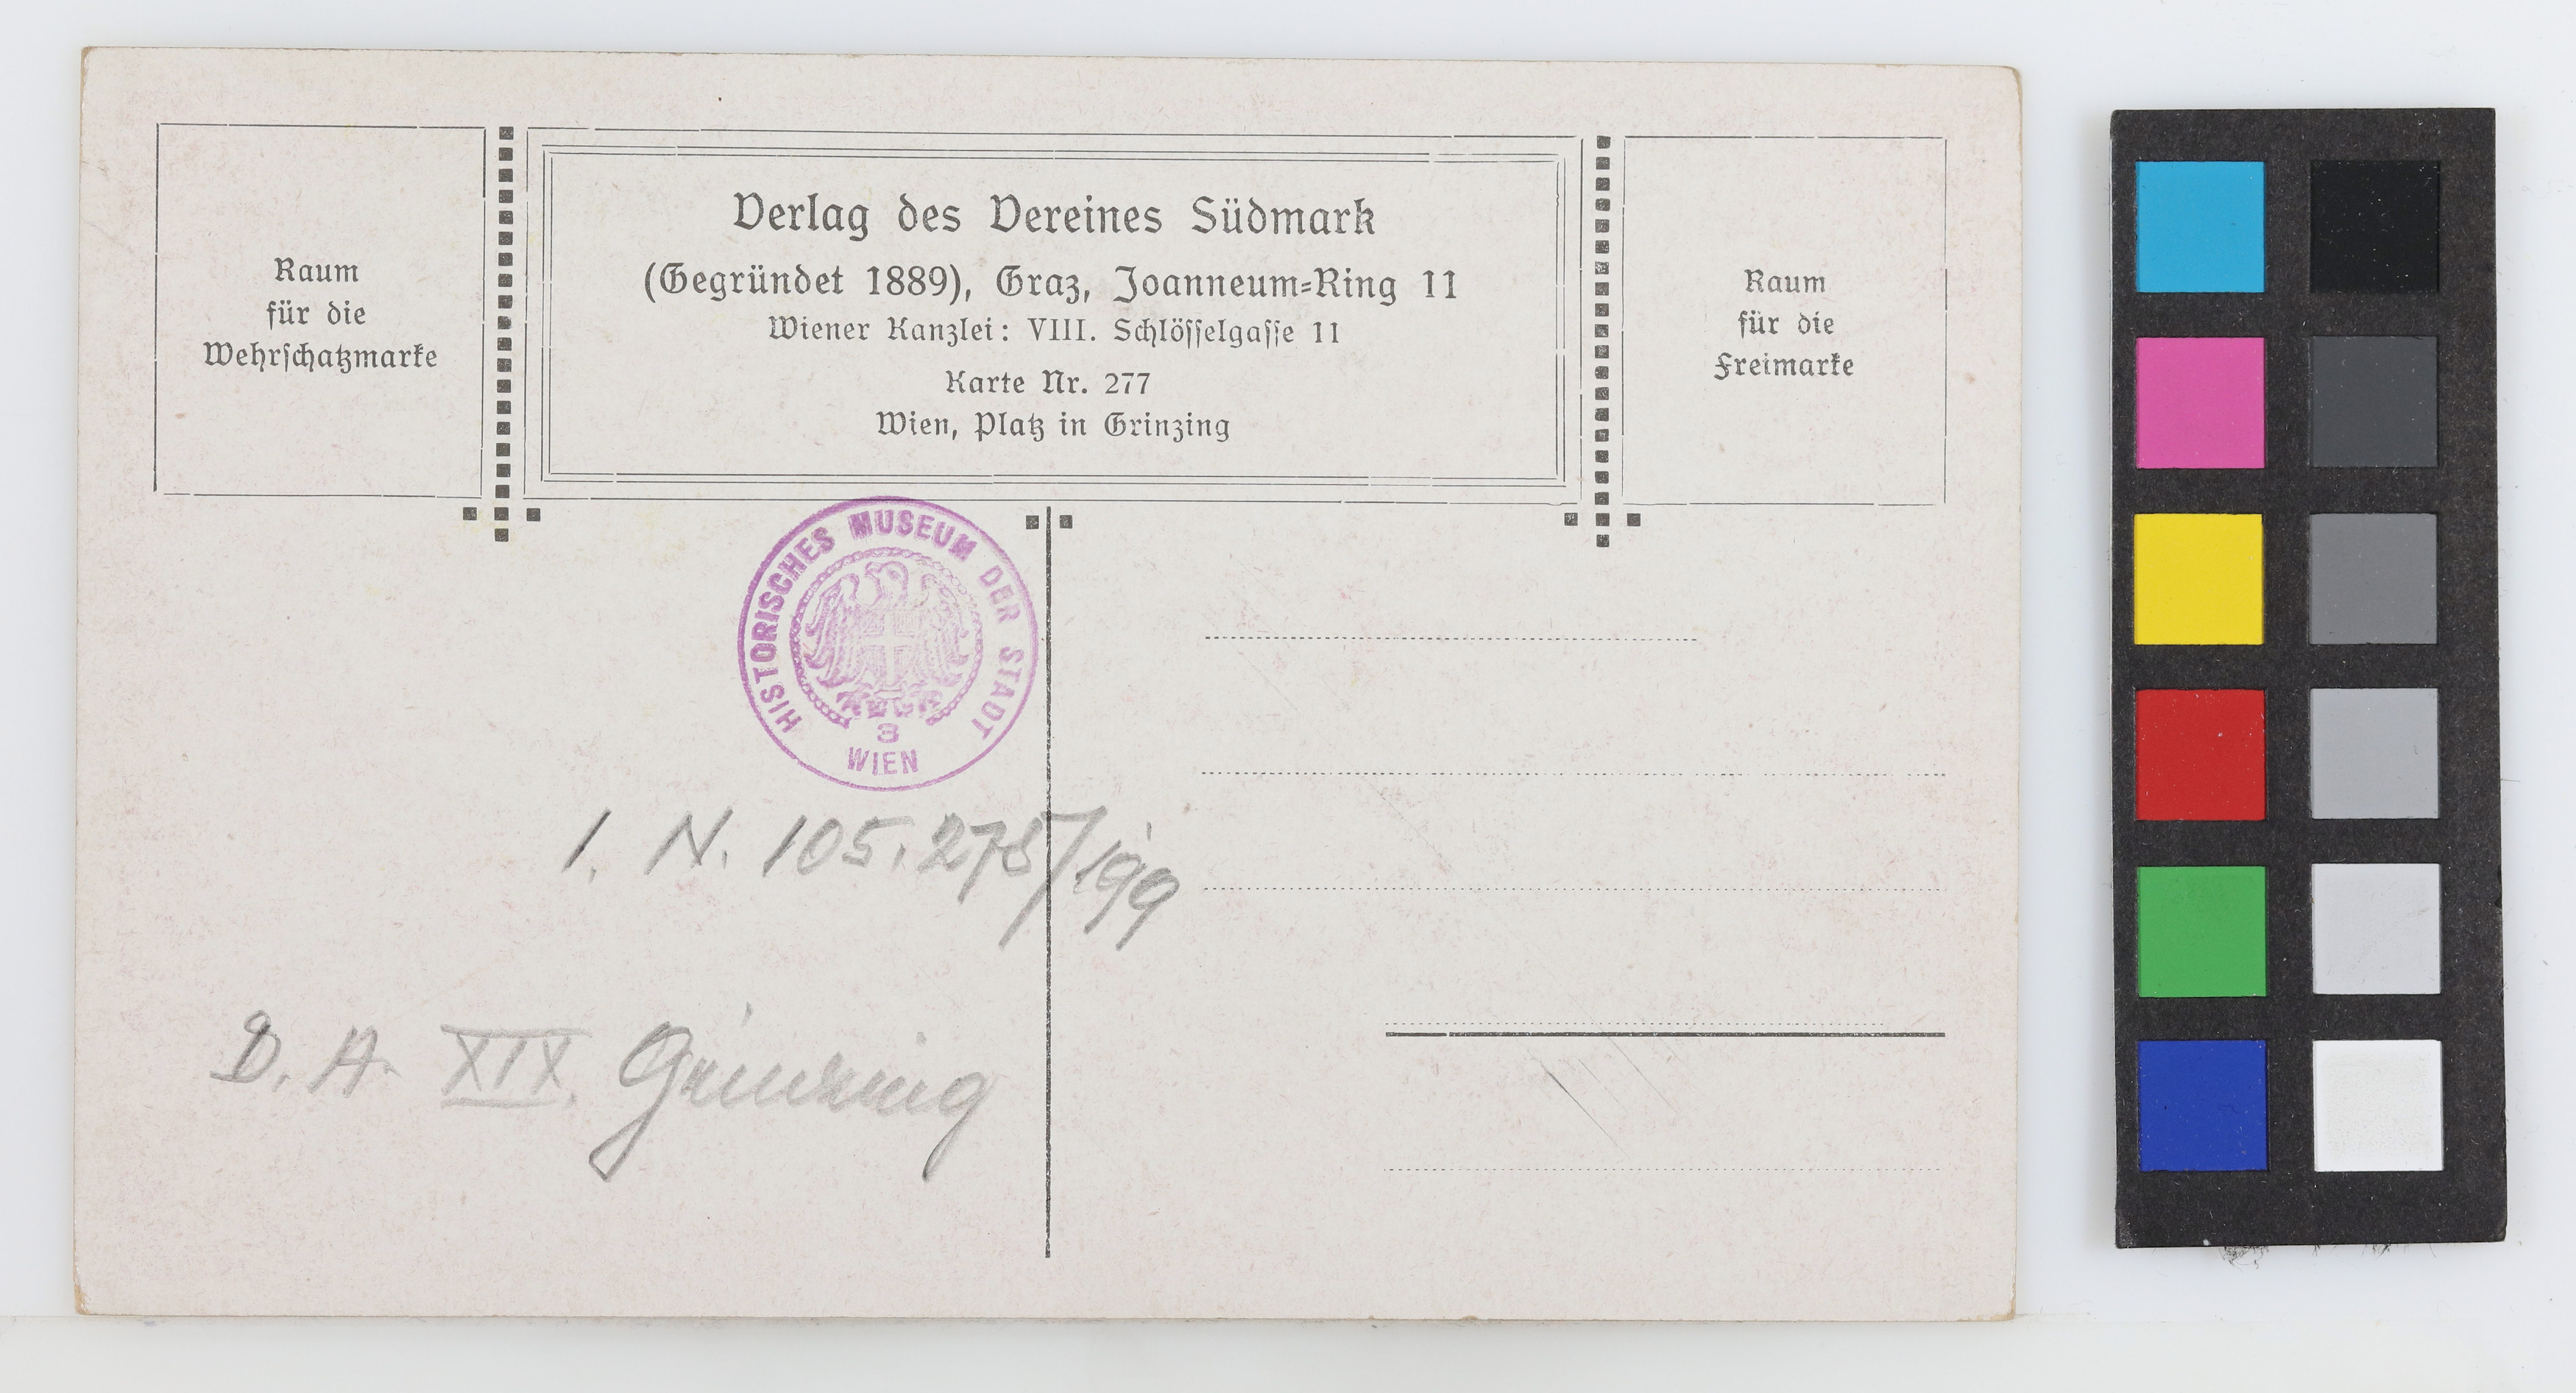 Raum
für die
Wehrschatzmarke
Verlag des Vereines Südmark
(Gegründet 1889), Graz, Joanneum-Ring 11
Wiener Kanzlei: VIII. Schlösselgasse 11
Karte Nr. 277
Wien, Platz in Grinzing
Raum
für die
Freimarke
HISTORISCHES MUSEUM DER STADT
3
WIEN
I. N. 105.278/199
D. A. XIX. Grinzing